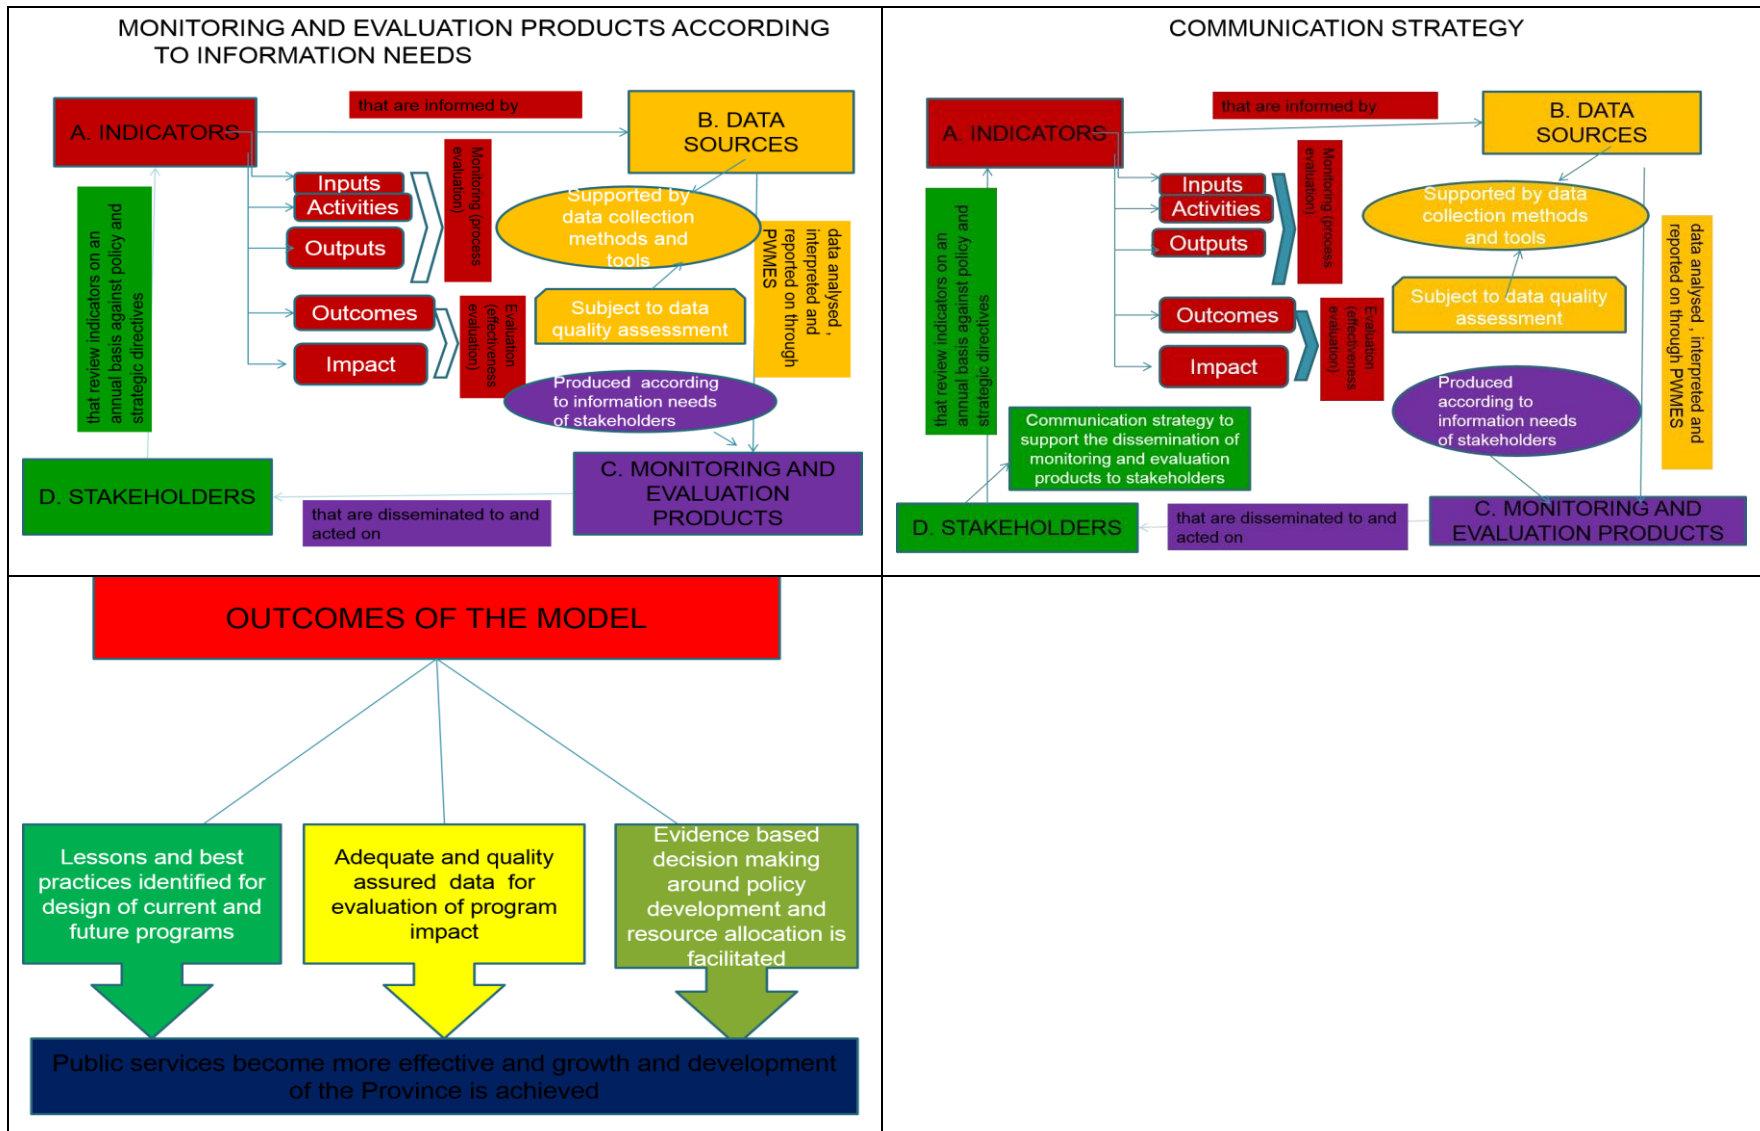 MONITORING AND EVALUATION PRODUCTS ACCORDING
TO INFORMATION NEEDS
A. INDICATORS
that are informed by
B. DATA
SOURCES
Inputs
Activities
Outputs
Monitoring (process
evaluation)
Supported by
data collection
methods and
tools
Subject to data
quality assessment
data analysed ,
interpreted and
reported on through
PWMES
that review indicators on an
annual basis against policy and
strategic directives
Outcomes
Impact
Evaluation
(effectiveness
evaluation)
Produced according
to information needs
of stakeholders
D. STAKEHOLDERS
that are disseminated to and
acted on
C. MONITORING AND
EVALUATION
PRODUCTS
COMMUNICATION STRATEGY
A. INDICATORS
that are informed by
B. DATA
SOURCES
Inputs
Activities
Outputs
Monitoring (process
evaluation)
Supported by data
collection methods
and tools
Subject to data quality
assessment
data analysed , interpreted and
reported on through PWMES
that review indicators on an
annual basis against policy and
strategic directives
Outcomes
Impact
Evaluation
(effectiveness
evaluation)
Produced
according to
information needs
of stakeholders
Communication strategy to
support the dissemination of
monitoring and evaluation
products to stakeholders
D. STAKEHOLDERS
that are disseminated to and
acted on
C. MONITORING AND
EVALUATION PRODUCTS
OUTCOMES OF THE MODEL
Lessons and best
practices identified for
design of current and
future programs
Adequate and quality
assured data for
evaluation of program
impact
Evidence based
decision making
around policy
development and
resource allocation is
facilitated
Public services become more effective and growth and development
of the Province is achieved